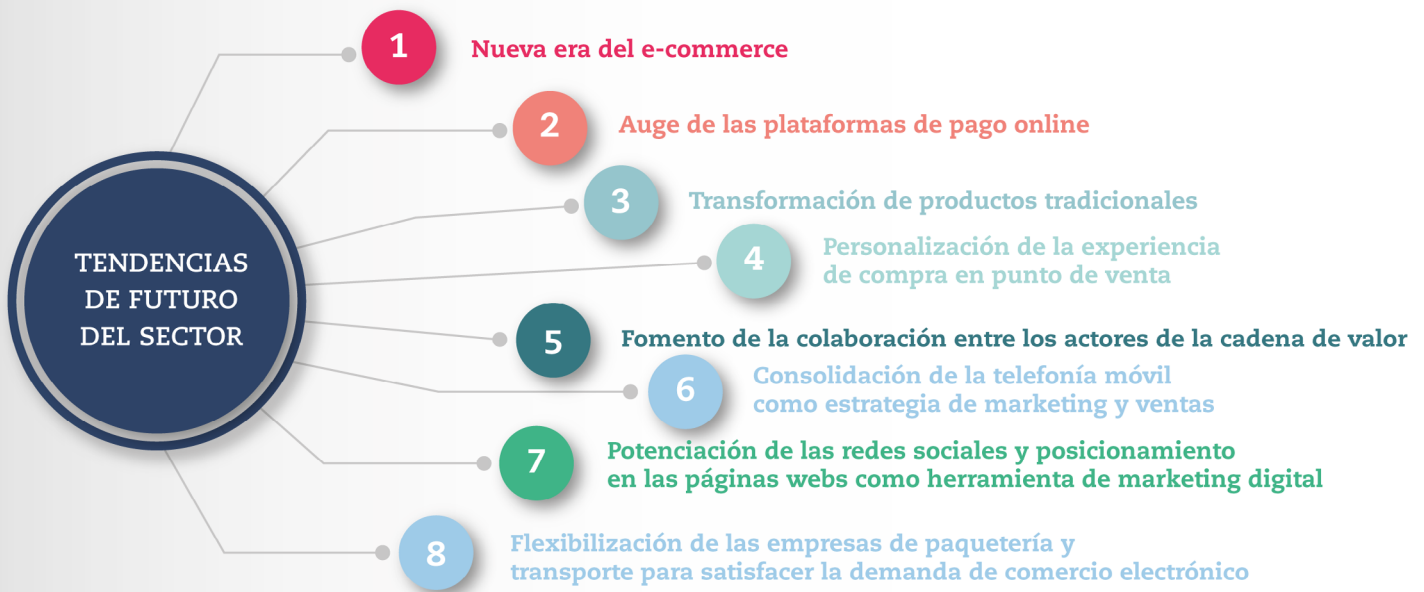 TENDENCIAS
DE FUTURO
DEL SECTOR
1
Nueva era del e-commerce
2
Auge de las plataformas de pago online
3
Transformación de productos tradicionales
4
Personalización de la experiencia
de compra en punto de venta
5
Fomento de la colaboración entre los actores de la cadena de valor
6
Consolidación de la telefonía móvil
como estrategia de marketing y ventas
7
Potenciación de las redes sociales y posicionamiento
en las páginas webs como herramienta de marketing digital
8
Flexibilización de las empresas de paquetería y
transporte para satisfacer la demanda de comercio electrónico